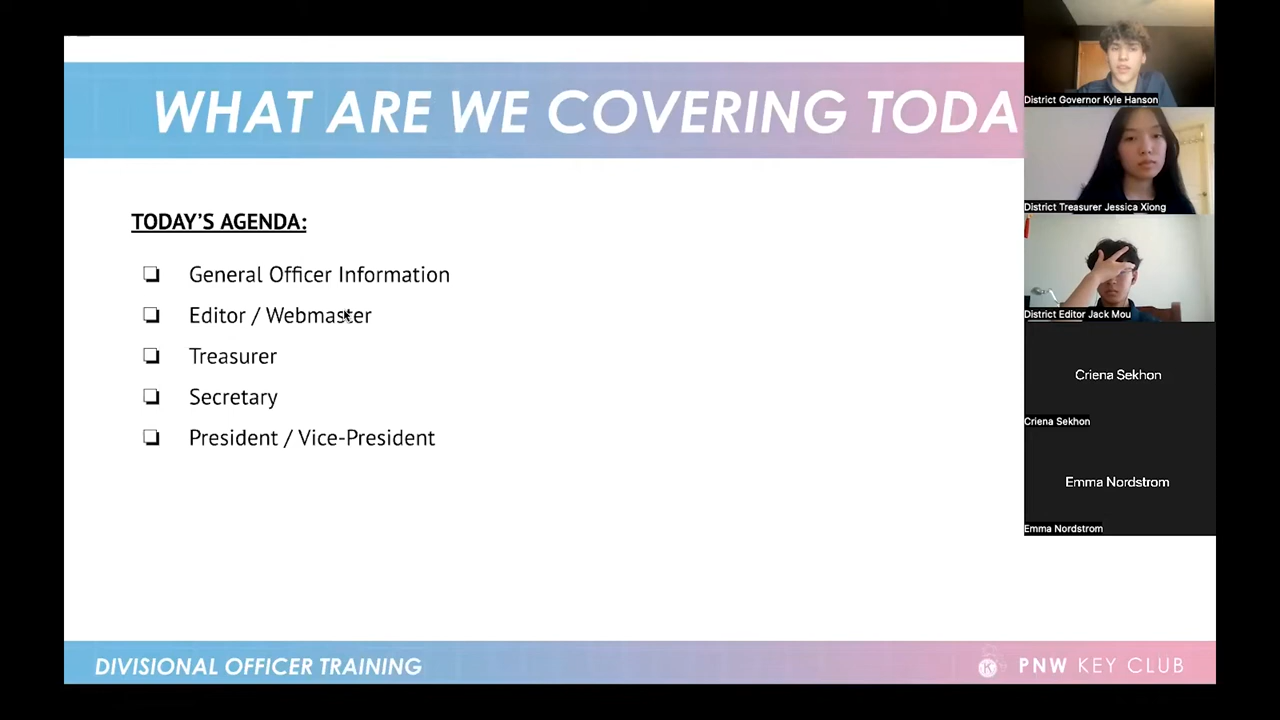 WHAT ARE WE COVERING TODA
TODAY'S AGENDA:
General Officer Information
Editor / Webmaster
Treasurer
Secretary
President / Vice-President
DIVISIONAL OFFICER TRAINING
K PNW KEY CLUB
District Governor Kyle Hanson
District Treasurer Jessica Xiong
District Editor Jack Mou
Criena Sekhon
Criena Sekhon
Emma Nordstrom
Emma Nordstrom